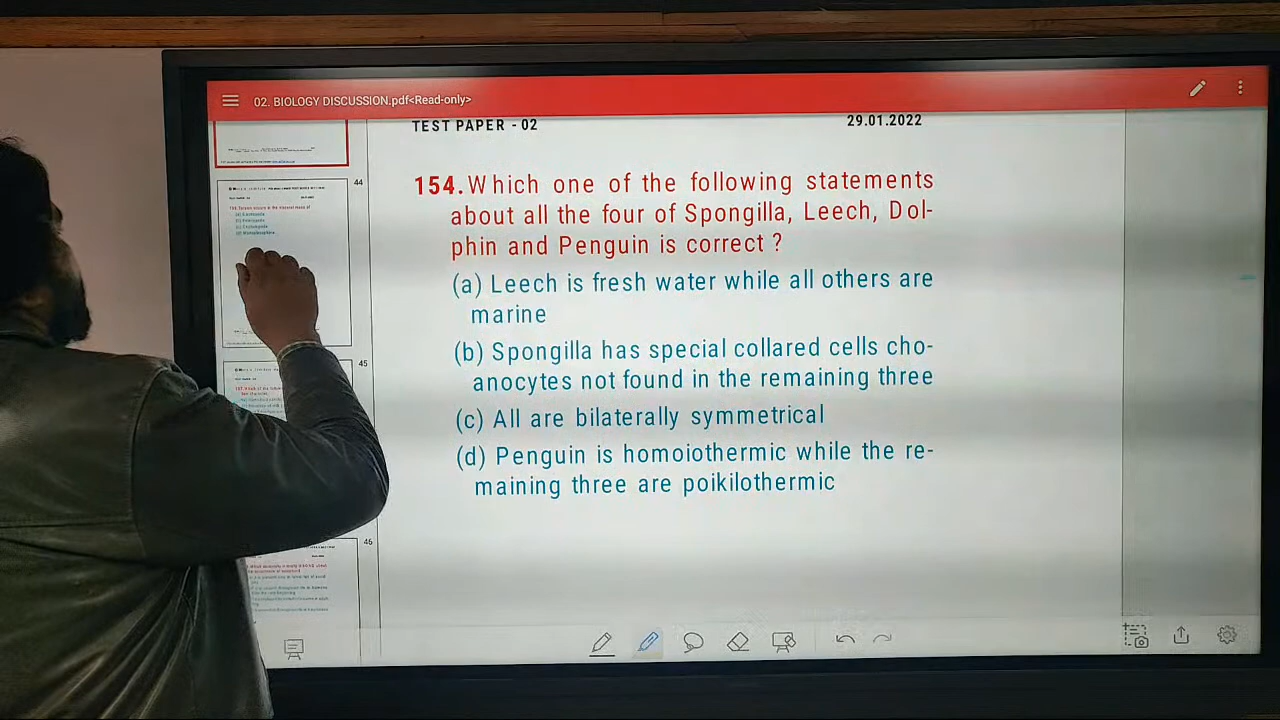 02. BIOLOGY DISCUSSION.pdf<Read-only>
TEST PAPER - 02
29.01.2022
44
154. Which one of the following statements
about all the four of Spongilla, Leech, Dol-
phin and Penguin is correct ?
(a) Leech is fresh water while all others are
marine
(b) Spongilla has special collared cells cho-
anocytes not found in the remaining three
(c) All are bilaterally symmetrical
(d) Penguin is homoiothermic while the re-
maining three are poikilothermic
45
46